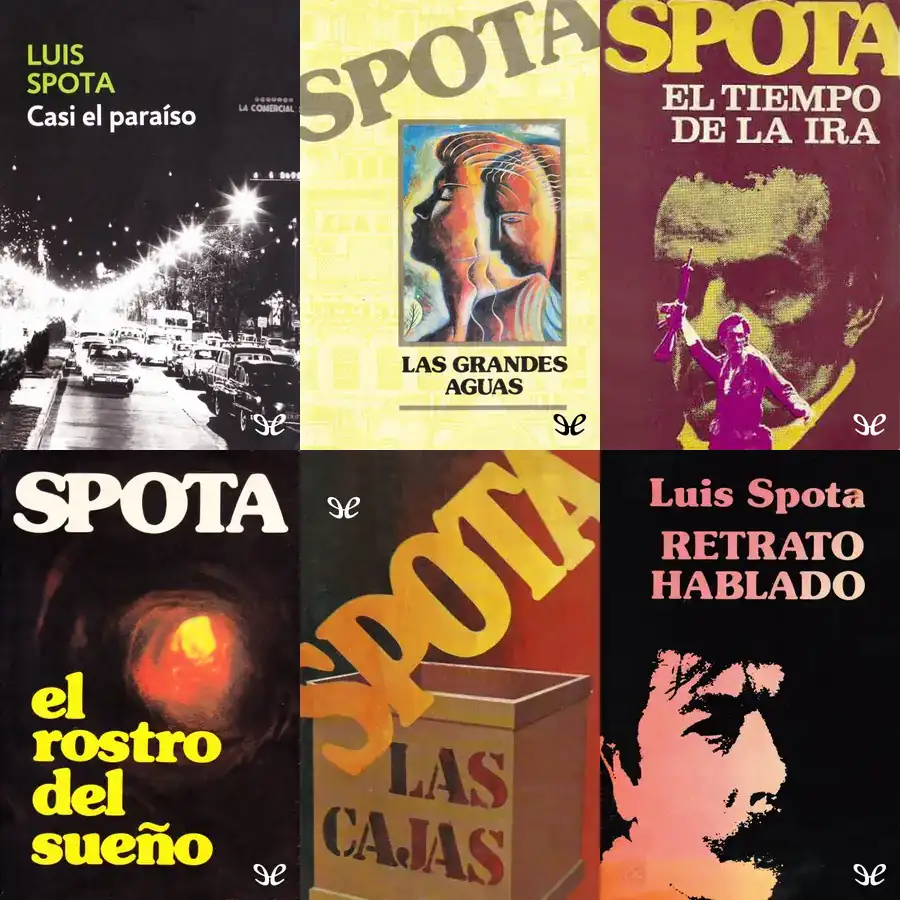 LUIS
SPOTA
Casi el paraíso
LA COMERCIAL
SPOTA
LAS GRANDES
AGUAS
SPOTA
EL TIEMPO
DE LA IRA
SPOTA
el
rostro
del
sueño
SPOTA
LAS
CAJAS
Luis Spota
RETRATO
HABLADO